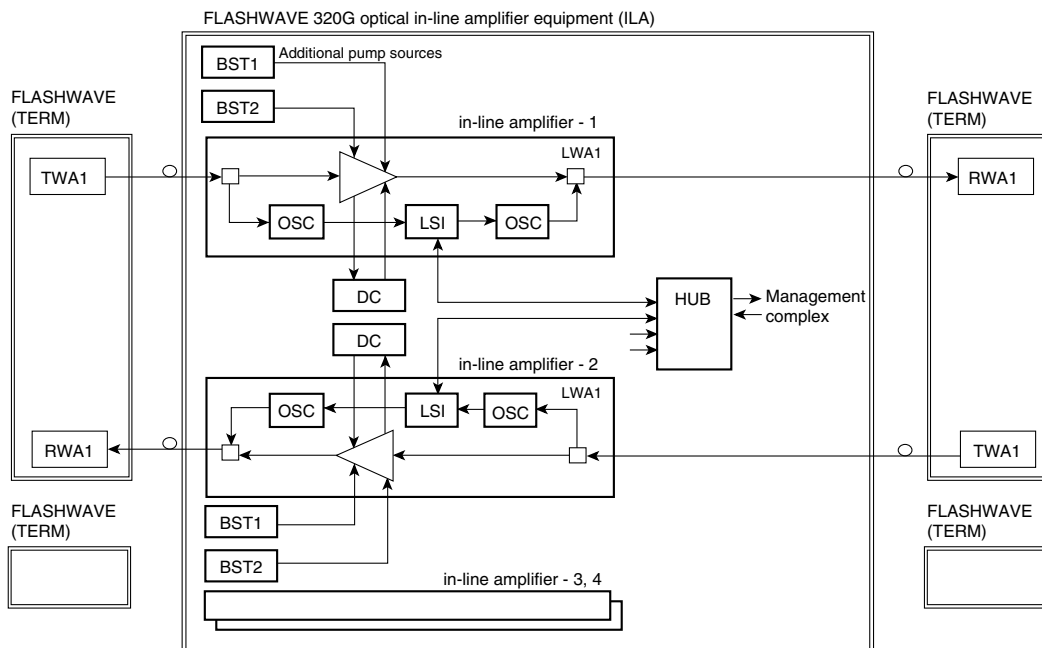 FLASHWAVE 320G optical in-line amplifier equipment (ILA)
BST1
Additional pump sources
BST2
FLASHWAVE
(TERM)
FLASHWAVE
(TERM)
in-line amplifier - 1
LWA1
TWA1
RWA1
OSC
LSI
OSC
DC
HUB
Management
complex
DC
in-line amplifier - 2
LWA1
OSC
LSI
OSC
RWA1
TWA1
FLASHWAVE
(TERM)
FLASHWAVE
(TERM)
BST1
BST2
in-line amplifier - 3, 4